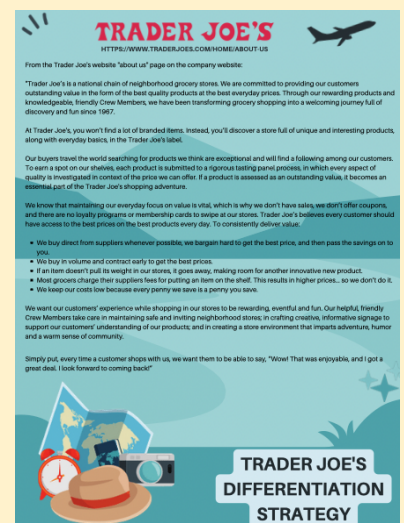 TRADER JOE'S
HTTPS://WWW.TRADERJOES.COM/HOME/ABOUT-US
From the Trader Joe's website "about us" page on the company website:
"Trader Joe's is a national chain of neighborhood grocery stores. We are committed to providing our customers
outstanding value in the form of the best quality products at the best everyday prices. Through our rewarding products and
knowledgeable, friendly Crew Members, we have been transforming grocery shopping into a welcoming journey full of
discovery and fun since 1967.
At Trader Joe's, you won't find a lot of branded items. Instead, you'll discover a store full of unique and interesting products,
along with everyday basics, in the Trader Joe's label.
Our buyers travel the world searching for products we think are exceptional and will find a following among our customers.
To earn a spot on our shelves, each product is submitted to a rigorous tasting panel process, in which every aspect of
quality is investigated in context of the price we can offer. If a product is assessed as an outstanding value, it becomes an
essential part of the Trader Joe's shopping adventure.
We know that maintaining our everyday focus on value is vital, which is why we don't have sales, we don't offer coupons,
and there are no loyalty programs or membership cards to swipe at our stores. Trader Joe's believes every customer should
have access to the best prices on the best products every day. To consistently deliver value:
• We buy direct from suppliers whenever possible, we bargain hard to get the best price, and then pass the savings on to
you.
• We buy in volume and contract early to get the best prices.
• If an item doesn't pull its weight in our stores, it goes away, making room for another innovative new product.
• Most grocers charge their suppliers fees for putting an item on the shelf. This results in higher prices... so we don't do it.
• We keep our costs low because every penny we save is a penny you save.
We want our customers' experience while shopping in our stores to be rewarding, eventful and fun. Our helpful, friendly
Crew Members take care in maintaining safe and inviting neighborhood stores; in crafting creative, informative signage to
support our customers' understanding of our products; and in creating a store environment that imparts adventure, humor
and a warm sense of community.
Simply put, every time a customer shops with us, we want them to be able to say, "Wow! That was enjoyable, and I got a
great deal. I look forward to coming back!"
TRADER JOE'S
DIFFERENTIATION
STRATEGY